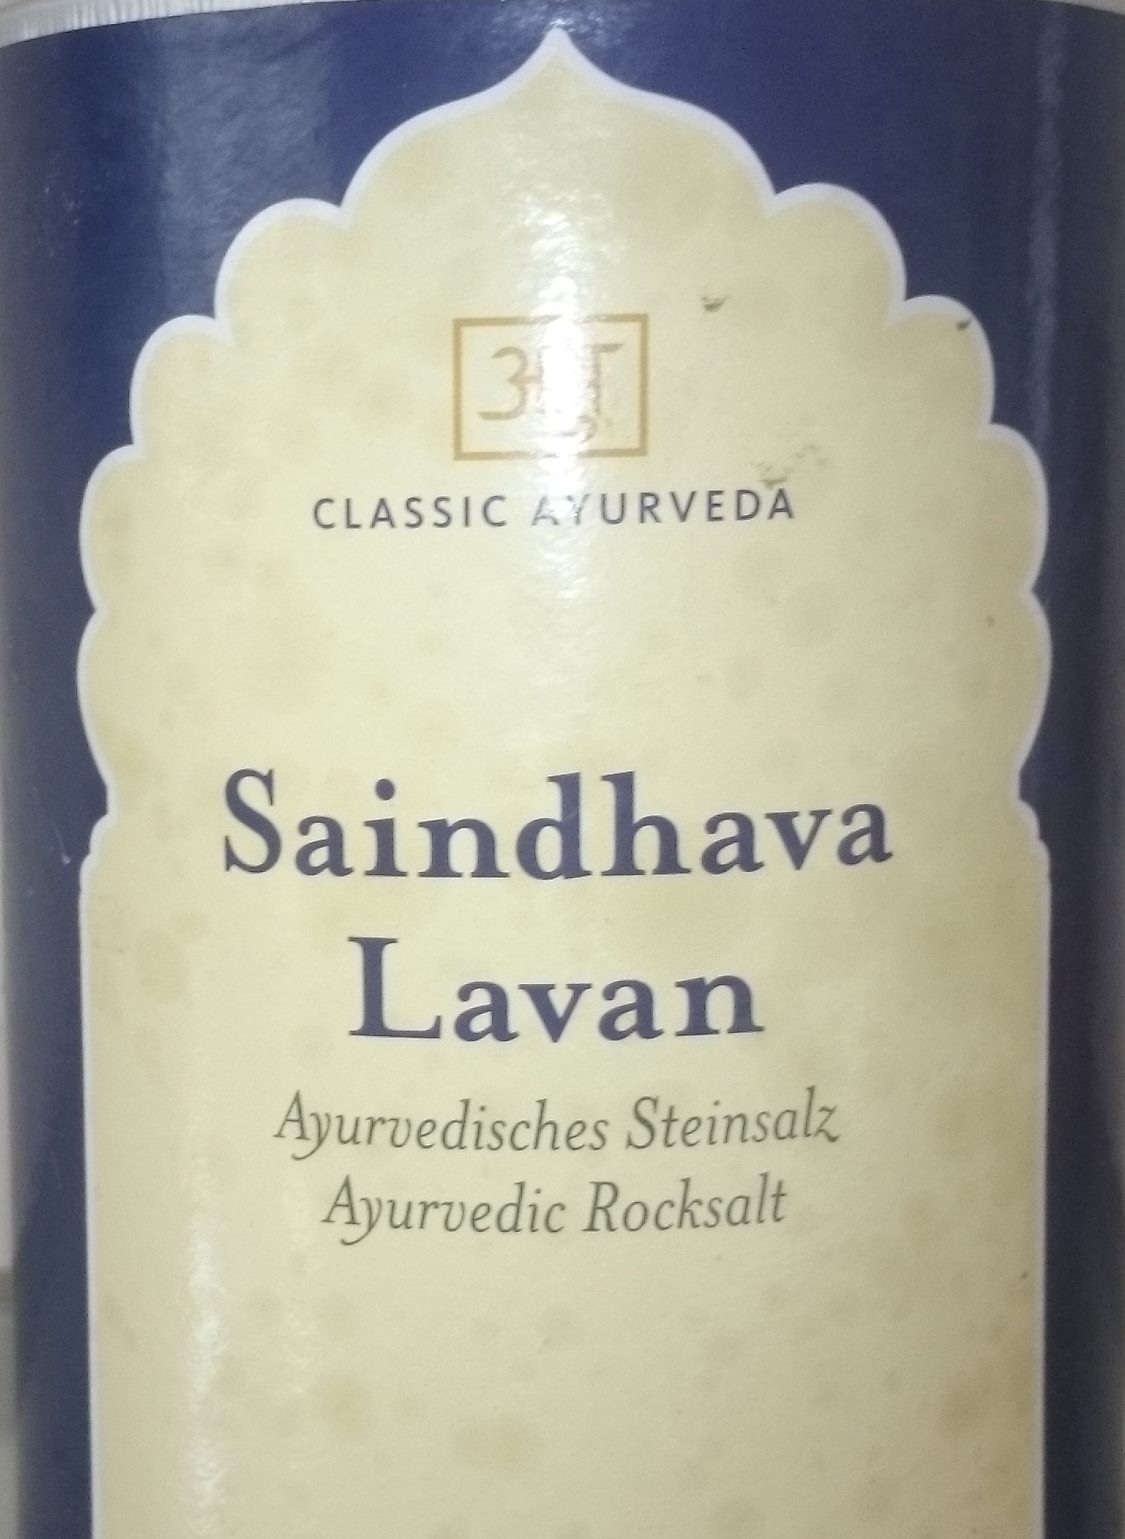 CLASSIC AYURVEDA
Saindhava
Lavan
Ayurvedisches Steinsalz
Ayurvedic Rocksalt